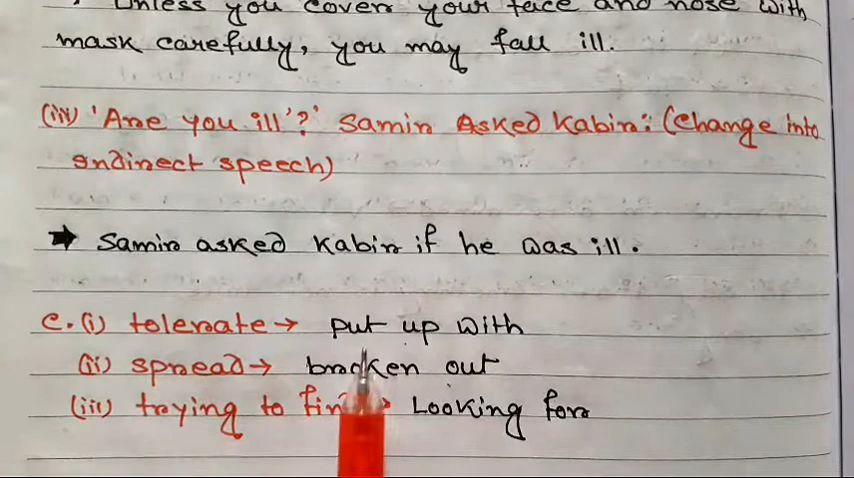 Unless you cover your face and nose with
mask carefully, you may fall ill.
(iv) 'Are you ill'?' Samir Asked Kabir: (Change into
indirect speech)
→ Samir asked Kabir if he was ill.
e. (i) tolerate → put up with
(ii) spread → broken out
(iii) trying to find → Looking for